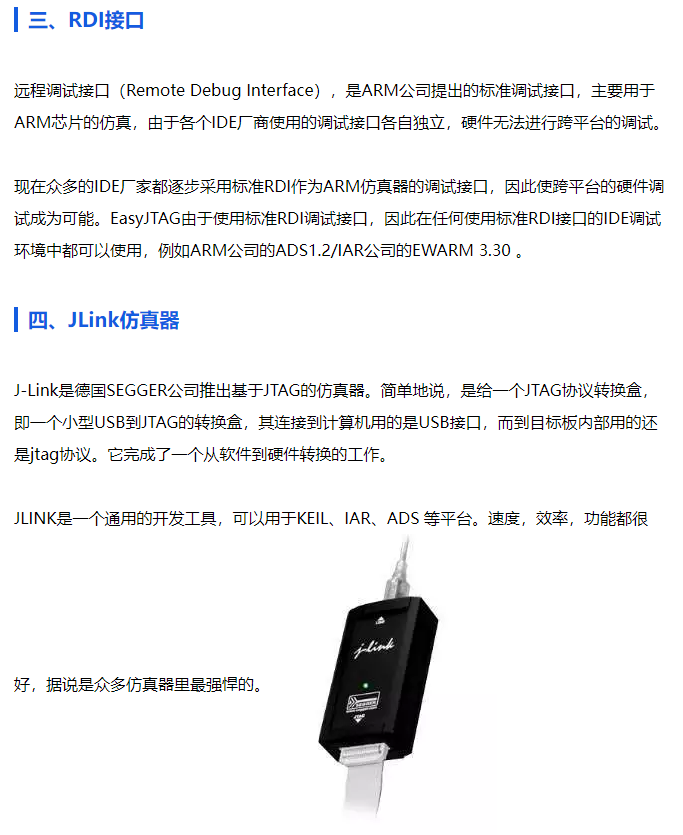 三、RDI接口
远程调试接口（Remote Debug Interface），是ARM公司提出的标准调试接口，主要用于
ARM芯片的仿真，由于各个IDE厂商使用的调试接口各自独立，硬件无法进行跨平台的调试。
现在众多的IDE厂家都逐步采用标准RDI作为ARM仿真器的调试接口，因此使跨平台的硬件调
试成为可能。EasyJTAG由于使用标准RDI调试接口，因此在任何使用标准RDI接口的IDE调试
环境中都可以使用，例如ARM公司的ADS1.2/IAR公司的EWARM 3.30 。
四、JLink仿真器
J-Link是德国SEGGER公司推出基于JTAG的仿真器。简单地说，是给一个JTAG协议转换盒，
即一个小型USB到JTAG的转换盒，其连接到计算机用的是USB接口，而到目标板内部用的还
是jtag协议。它完成了一个从软件到硬件转换的工作。
JLINK是一个通用的开发工具，可以用于KEIL、IAR、ADS 等平台。速度，效率，功能都很
好，据说是众多仿真器里最强悍的。
J-Link
SEGGER
JTAG